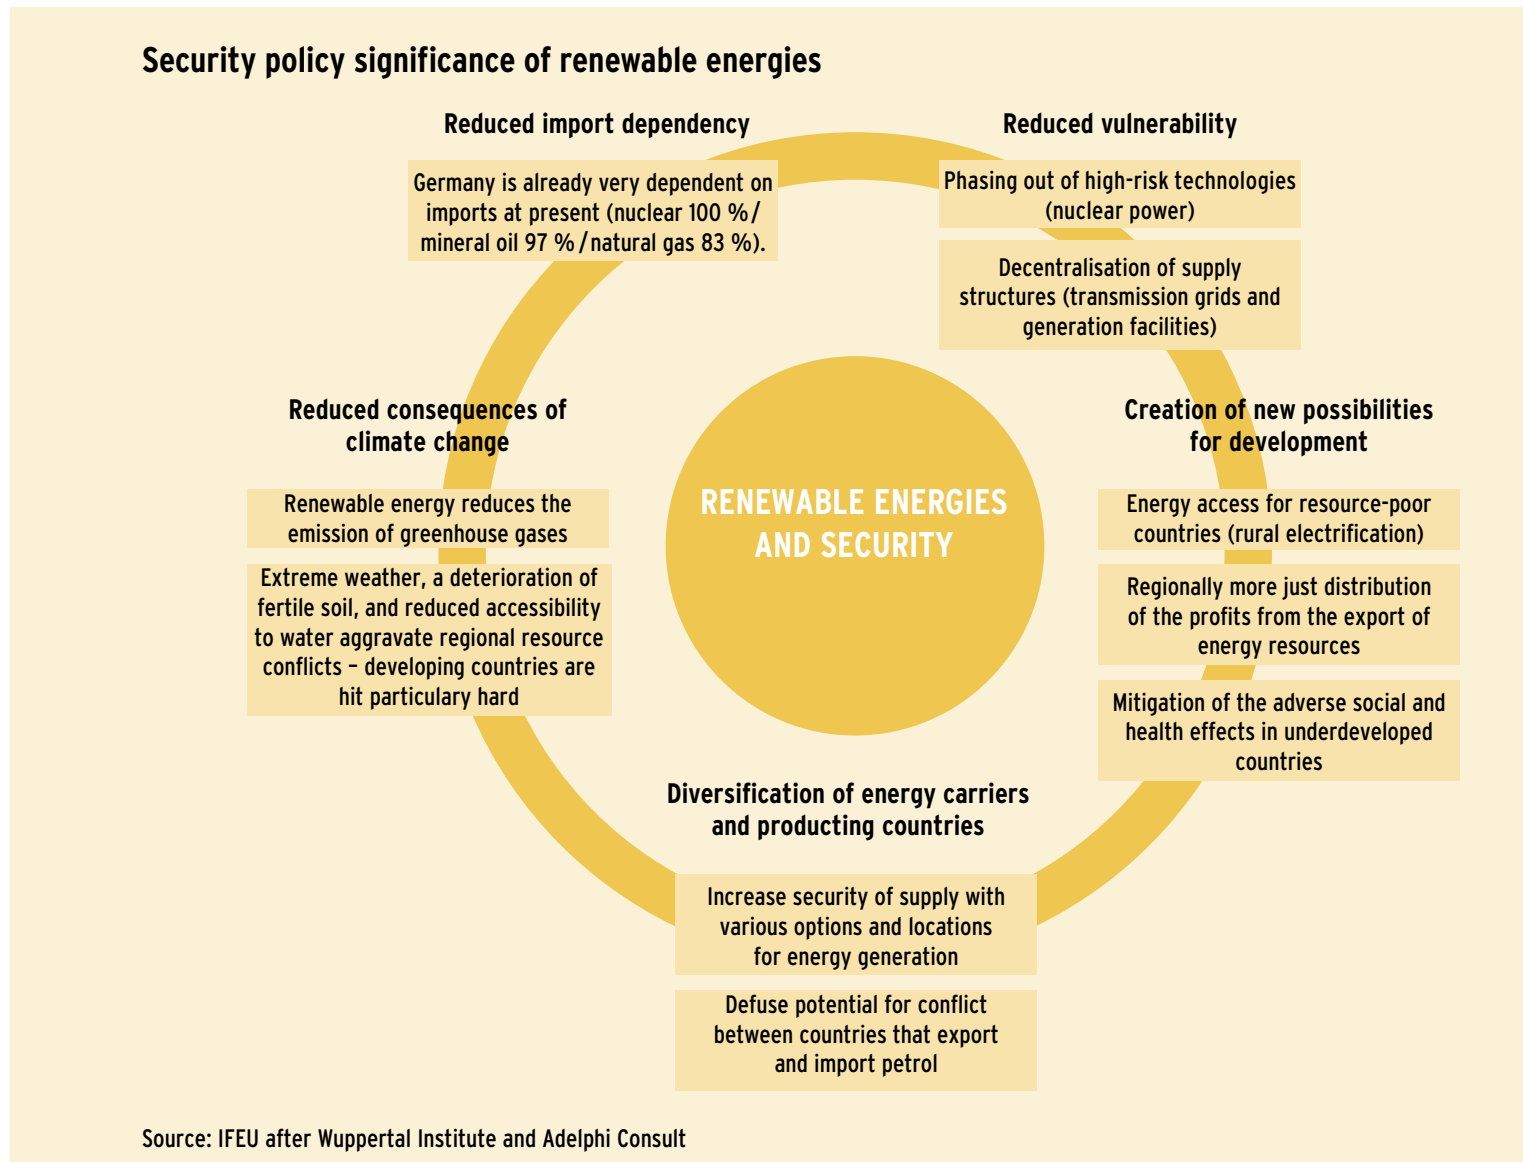 Security policy significance of renewable energies
Reduced import dependency
Germany is already very dependent on
imports at present (nuclear 100 % /
mineral oil 97 % / natural gas 83 %).
Reduced vulnerability
Phasing out of high-risk technologies
(nuclear power)
Decentralisation of supply
structures (transmission grids and
generation facilities)
Reduced consequences of
climate change
Renewable energy reduces the
emission of greenhouse gases
Extreme weather, a deterioration of
fertile soil, and reduced accessibility
to water aggravate regional resource
conflicts – developing countries are
hit particulary hard
RENEWABLE ENERGIES
AND SECURITY
Creation of new possibilities
for development
Energy access for resource-poor
countries (rural electrification)
Regionally more just distribution
of the profits from the export of
energy resources
Mitigation of the adverse social and
health effects in underdeveloped
countries
Diversification of energy carriers
and producting countries
Increase security of supply with
various options and locations
for energy generation
Defuse potential for conflict
between countries that export
and import petrol
Source: IFEU after Wuppertal Institute and Adelphi Consult